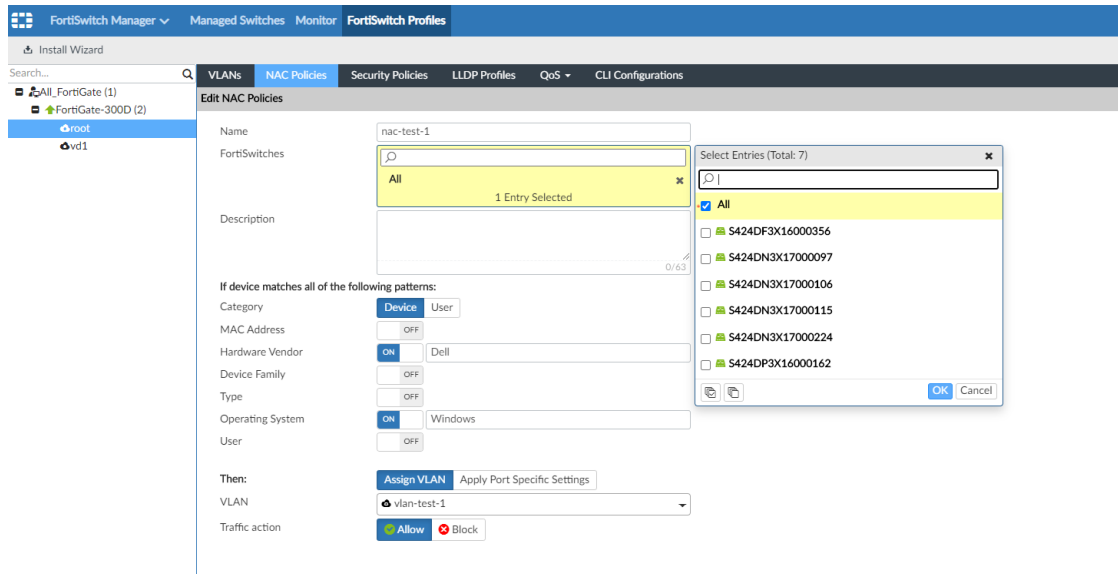 FortiSwitch Manager Managed Switches Monitor FortiSwitch Profiles
Install Wizard
Search...
VLANs NAC Policies Security Policies LLDP Profiles QoS CLI Configurations
All_FortiGate (1)
FortiGate-300D (2)
root
vd1
Edit NAC Policies
Name nac-test-1
FortiSwitches
All
1 Entry Selected
Description
0/63
If device matches all of the following patterns:
Category Device User
MAC Address OFF
Hardware Vendor ON Dell
Device Family OFF
Type OFF
Operating System ON Windows
User OFF
Then: Assign VLAN Apply Port Specific Settings
VLAN vlan-test-1
Traffic action Allow Block
Select Entries (Total: 7)
All
S424DF3X16000356
S424DN3X17000097
S424DN3X17000106
S424DN3X17000115
S424DN3X17000224
S424DP3X16000162
OK Cancel